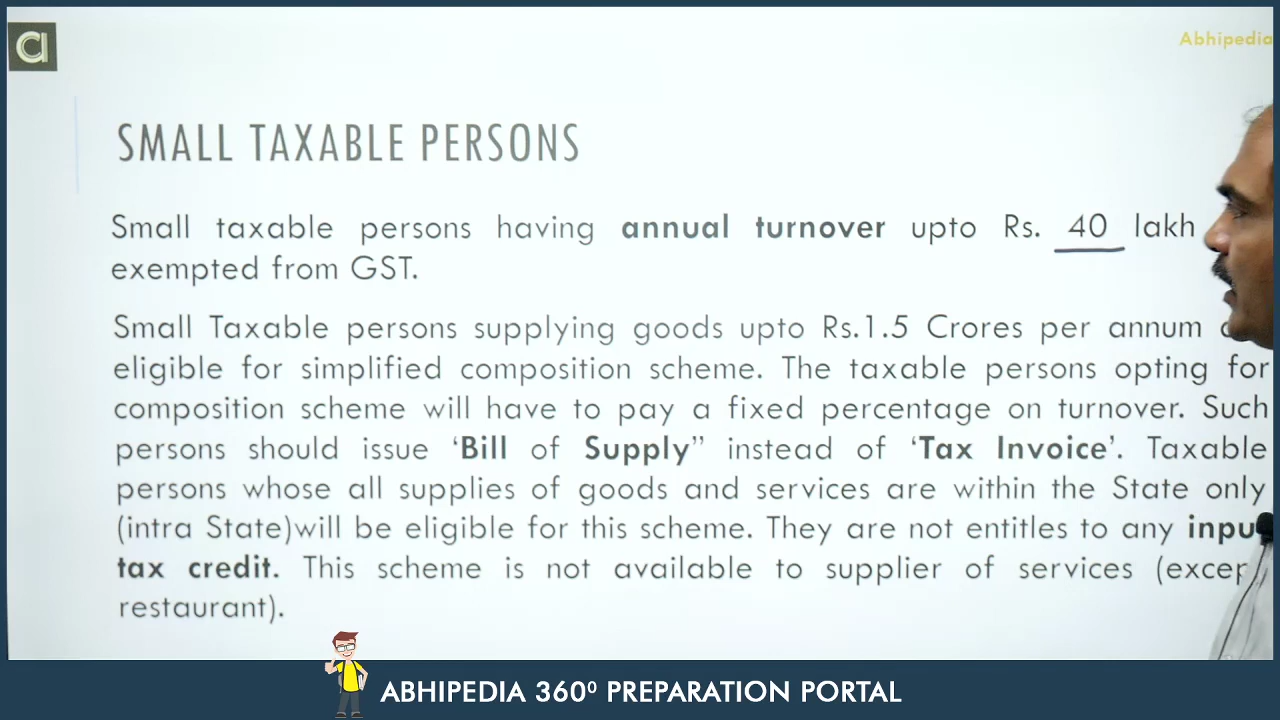 Abhipedia
SMALL TAXABLE PERSONS
Small taxable persons having annual turnover upto Rs. 40 lakh
exempted from GST.
Small Taxable persons supplying goods upto Rs.1.5 Crores per annum
eligible for simplified composition scheme. The taxable persons opting for
composition scheme will have to pay a fixed percentage on turnover. Such
persons should issue ‘Bill of Supply” instead of ‘Tax Invoice’. Taxable
persons whose all supplies of goods and services are within the State only
(intra State)will be eligible for this scheme. They are not entitles to any
tax credit. This scheme is not available to supplier of services
restaurant).
ABHIPEDIA 360⁰ PREPARATION PORTAL